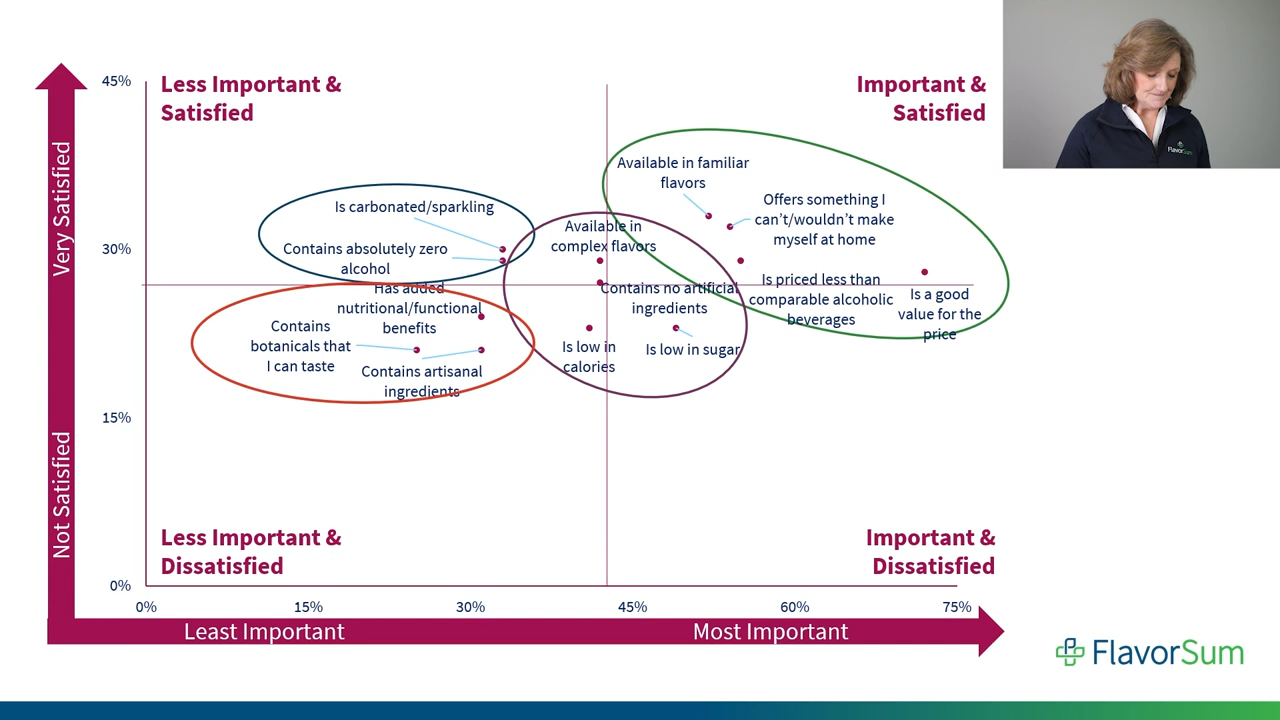 45%
Less Important &
Satisfied
Important &
Satisfied
FlavorSum
Very Satisfied
Available in familiar
flavors
Is carbonated/sparkling
Offers something I
can't/wouldn't make
myself at home
Available in
complex flavors
30%
Contains absolutely zero
alcohol
Has added
nutritional/functional
benefits
Contains no artificial
ingredients
Is priced less than
comparable alcoholic
beverages
Is a good
value for the
price
Contains
botanicals that
I can taste
Is low in
calories
Is low in sugar
Contains artisanal
ingredients
15%
Not Satisfied
Less Important &
Dissatisfied
Important &
Dissatisfied
0%
0%
15%
30%
45%
60%
75%
Least Important
Most Important
FlavorSum